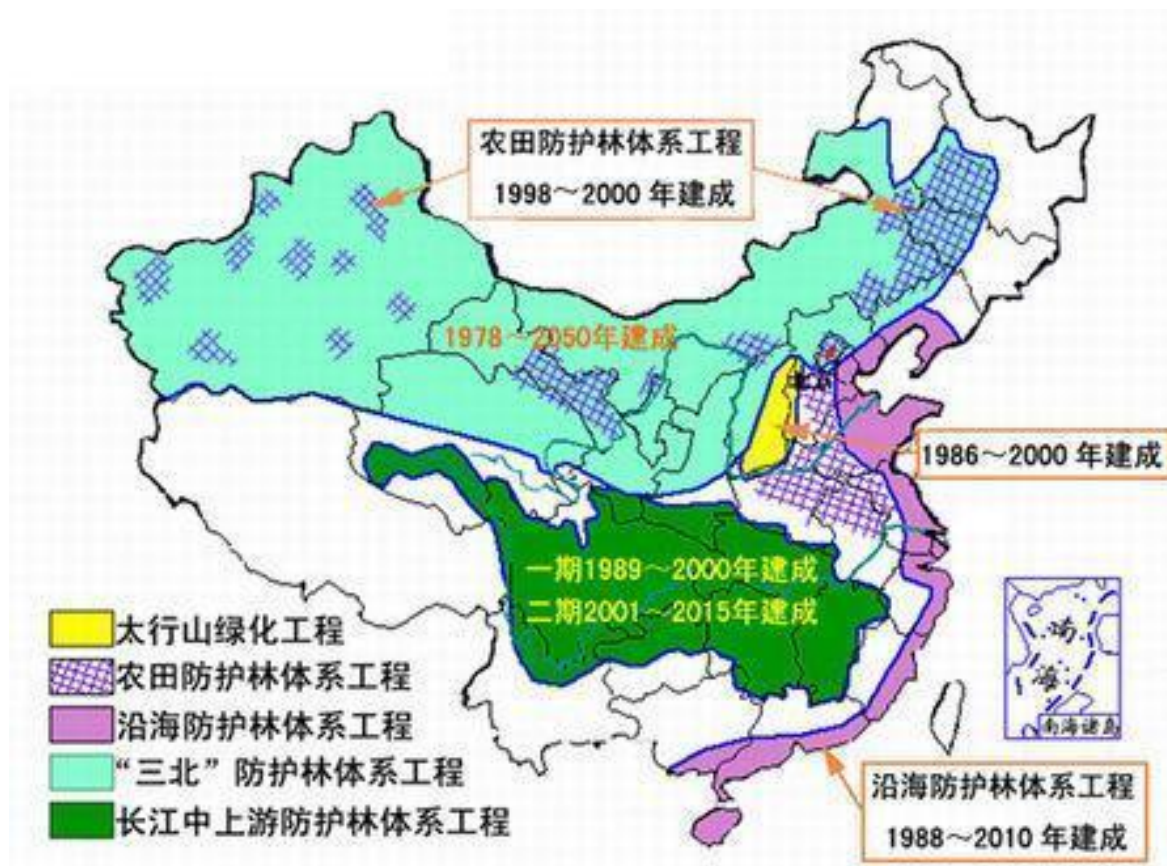 农田防护林体系工程
1998～2000 年建成
1978～2050年建成
北京
1986～2000 年建成
一期1989～2000年建成
二期2001～2015年建成
太行山绿化工程
农田防护林体系工程
沿海防护林体系工程
“三北”防护林体系工程
长江中上游防护林体系工程
南
海
南海诸岛
沿海防护林体系工程
1988～2010 年建成